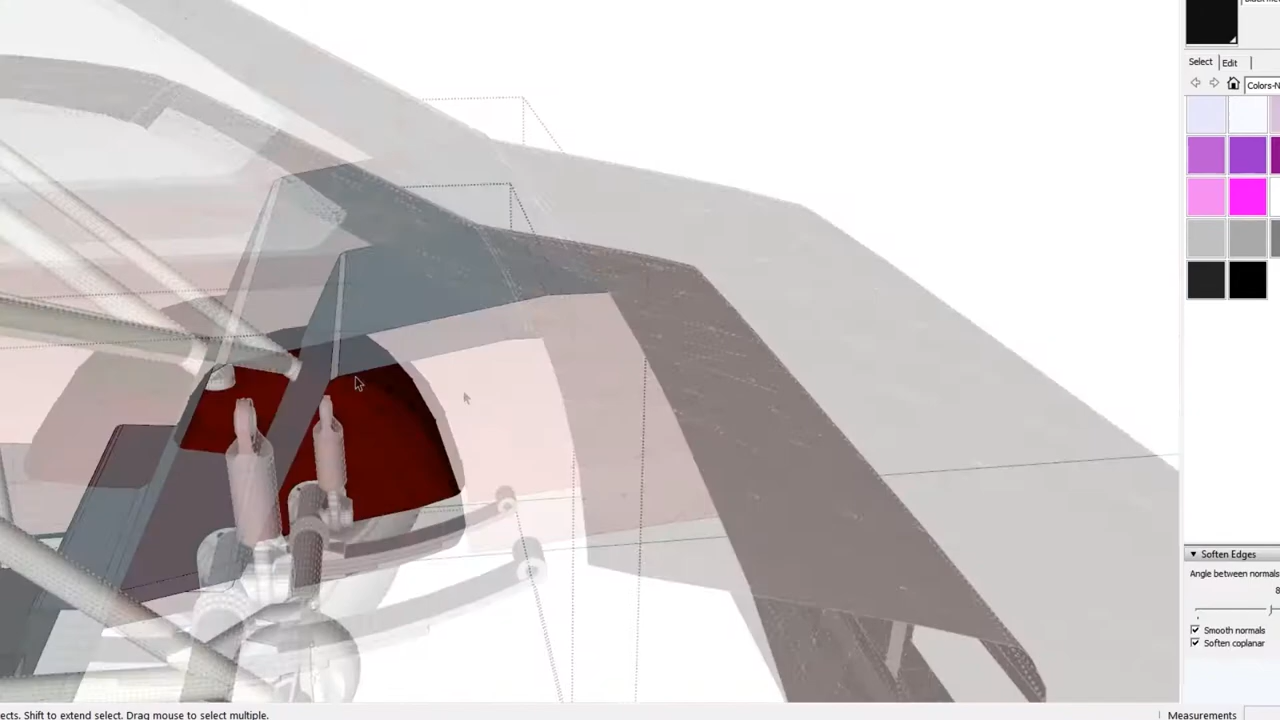 Select Edit
Colors-N
Soften Edges
Angle between normals
8
Smooth normals
Soften coplanar
ects. Shift to extend select. Drag mouse to select multiple.
Measurements